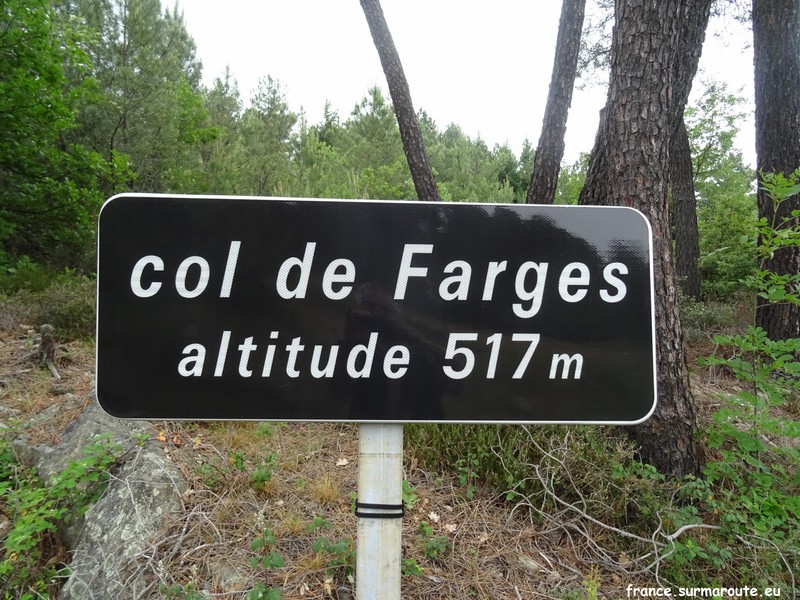 col de Farges
altitude 517 m
france.surmaroute.eu